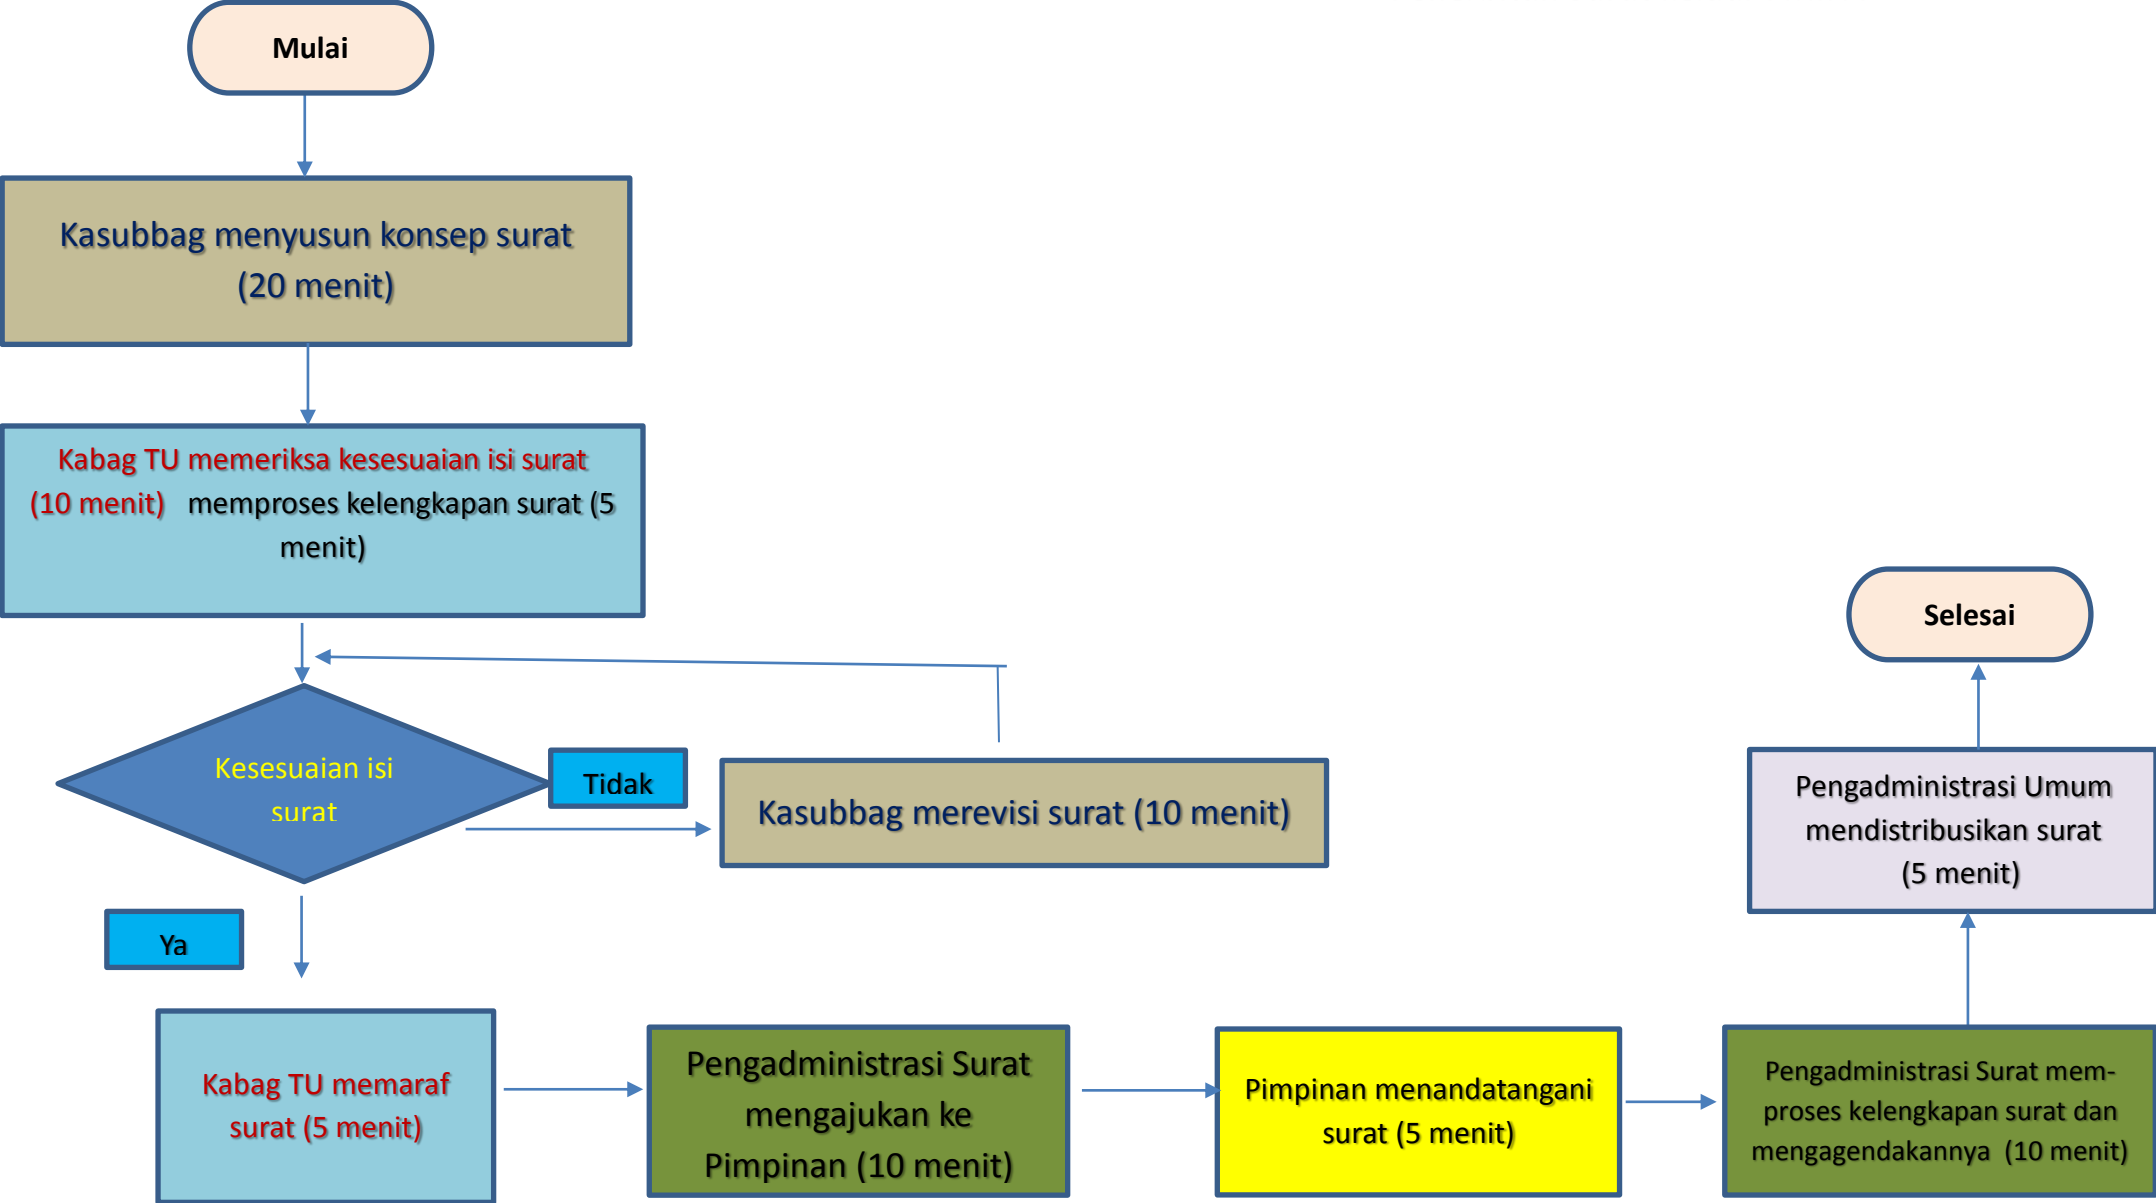 Mulai
Kasubbag menyusun konsep surat
(20 menit)
Kabag TU memeriksa kesesuaian isi surat
(10 menit) memproses kelengkapan surat (5
menit)
Kesesuaian isi
surat
Tidak
Kasubbag merevisi surat (10 menit)
Ya
Kabag TU memaraf
surat (5 menit)
Pengadministrasi Surat
mengajukan ke
Pimpinan (10 menit)
Pimpinan menandatangani
surat (5 menit)
Pengadministrasi Surat mem-
proses kelengkapan surat dan
mengagendakannya (10 menit)
Pengadministrasi Umum
mendistribusikan surat
(5 menit)
Selesai